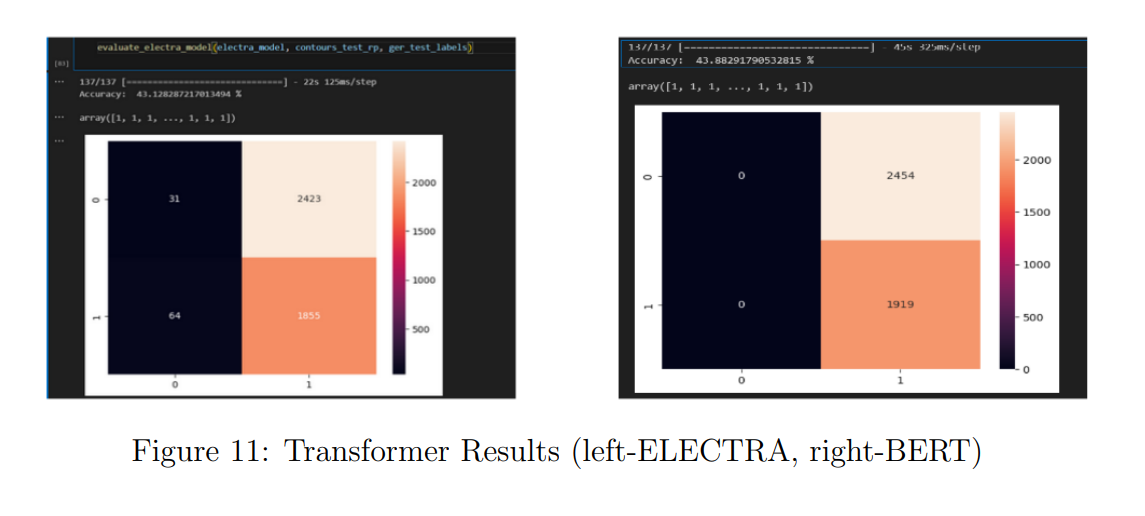 evaluate_electra_model(electra_model, contours_test_rp, ger_test_labels)
[83]
... 137/137 [==============================] - 22s 125ms/step
Accuracy: 43.128287217013494 %
... array([1, 1, 1, ..., 1, 1, 1])
...
0 31 2423
1 64 1855
0 1
2000
1500
1000
500
137/137 [==============================] - 45s 325ms/step
Accuracy: 43.88291790532815 %
array([1, 1, 1, ..., 1, 1, 1])
0 0 2454
1 0 1919
0 1
2000
1500
1000
500
0
Figure 11: Transformer Results (left-ELECTRA, right-BERT)